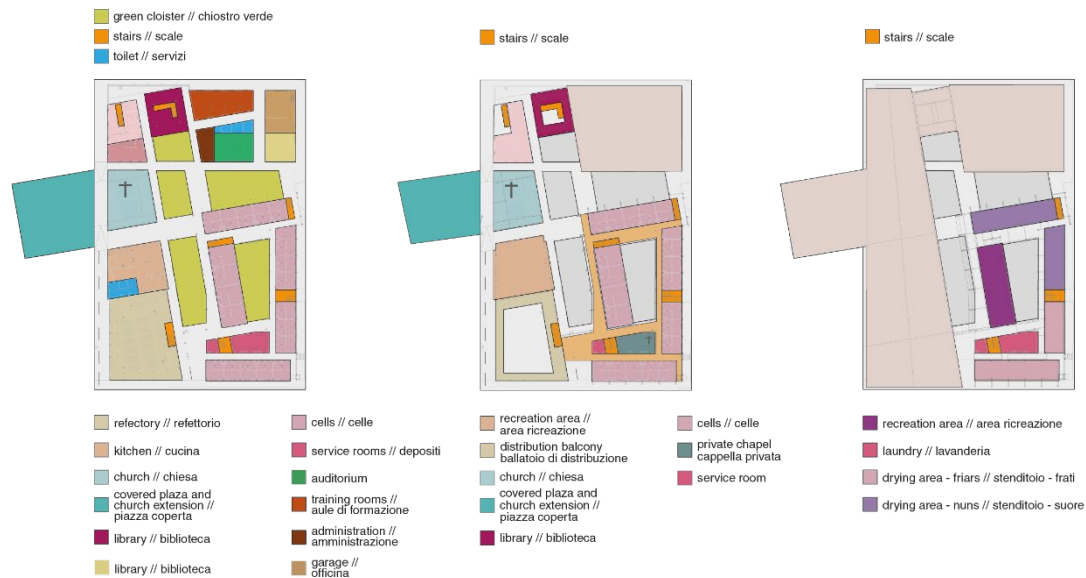 green cloister // chiostro verde
stairs // scale
toilet // servizi
stairs // scale
stairs // scale
refectory // refettorio
kitchen // cucina
church // chiesa
covered plaza and
church extension //
piazza coperta
library // biblioteca
library // biblioteca
cells // celle
service rooms // depositi
auditorium
training rooms //
aule di formazione
administration //
amministrazione
garage //
officina
recreation area //
area ricreazione
distribution balcony
ballatoio di distribuzione
church // chiesa
covered plaza and
church extension //
piazza coperta
library // biblioteca
cells // celle
private chapel
cappella privata
service room
recreation area // area ricreazione
laundry // lavanderia
drying area - friars // stenditoio - frati
drying area - nuns // stenditoio - suore